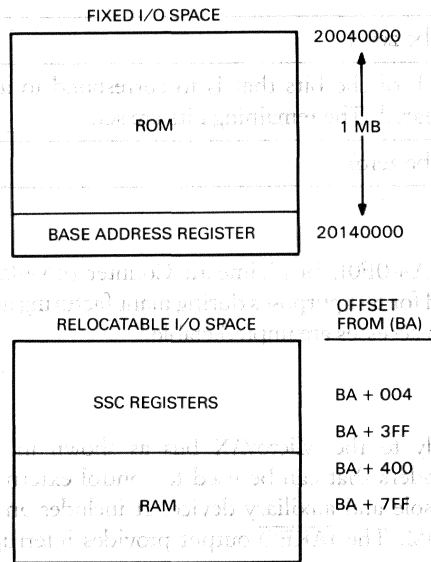 FIXED I/O SPACE
20040000
ROM
1 MB
BASE ADDRESS REGISTER
20140000
RELOCATABLE I/O SPACE
OFFSET
FROM (BA)
SSC REGISTERS
BA + 004
BA + 3FF
RAM
BA + 400
BA + 7FF